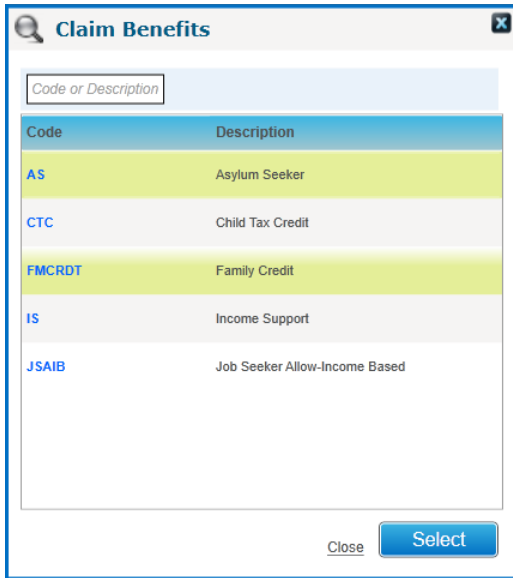 Claim Benefits
Code or Description
Code Description
AS Asylum Seeker
CTC Child Tax Credit
FMCRDT Family Credit
IS Income Support
JSAIB Job Seeker Allow-Income Based
Close Select